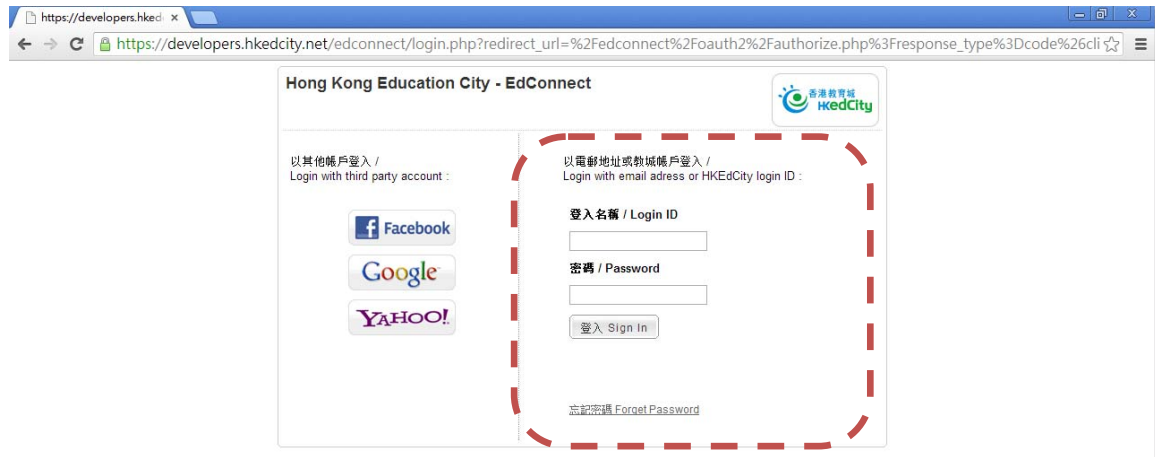 https://developers.hked
https://developers.hkedcity.net/edconnect/login.php?redirect_url=%2Fedconnect%2Foauth2%2Fauthorize.php%3Fresponse_type%3Dcode%26cli
Hong Kong Education City - EdConnect
香港教育城
HKedCity
以其他帳戶登入 /
Login with third party account :
Facebook
Google
YAHOO!
以電郵地址或教城帳戶登入 /
Login with email adress or HKEdCity login ID :
登入名稱 / Login ID
密碼 / Password
登入 Sign In
忘記密碼 Forget Password